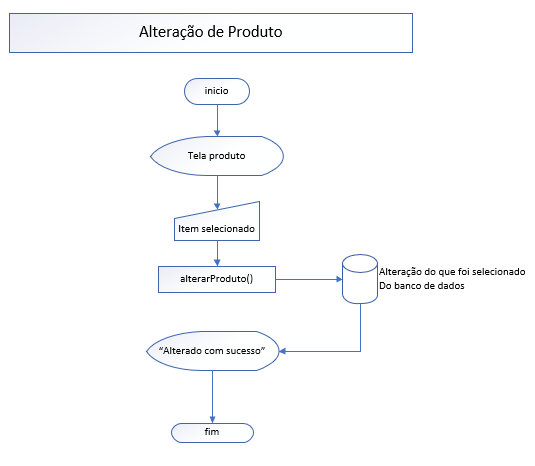 Alteração de Produto
inicio
Tela produto
Item selecionado
alterarProduto()
Alteração do que foi selecionado
Do banco de dados
“Alterado com sucesso”
fim